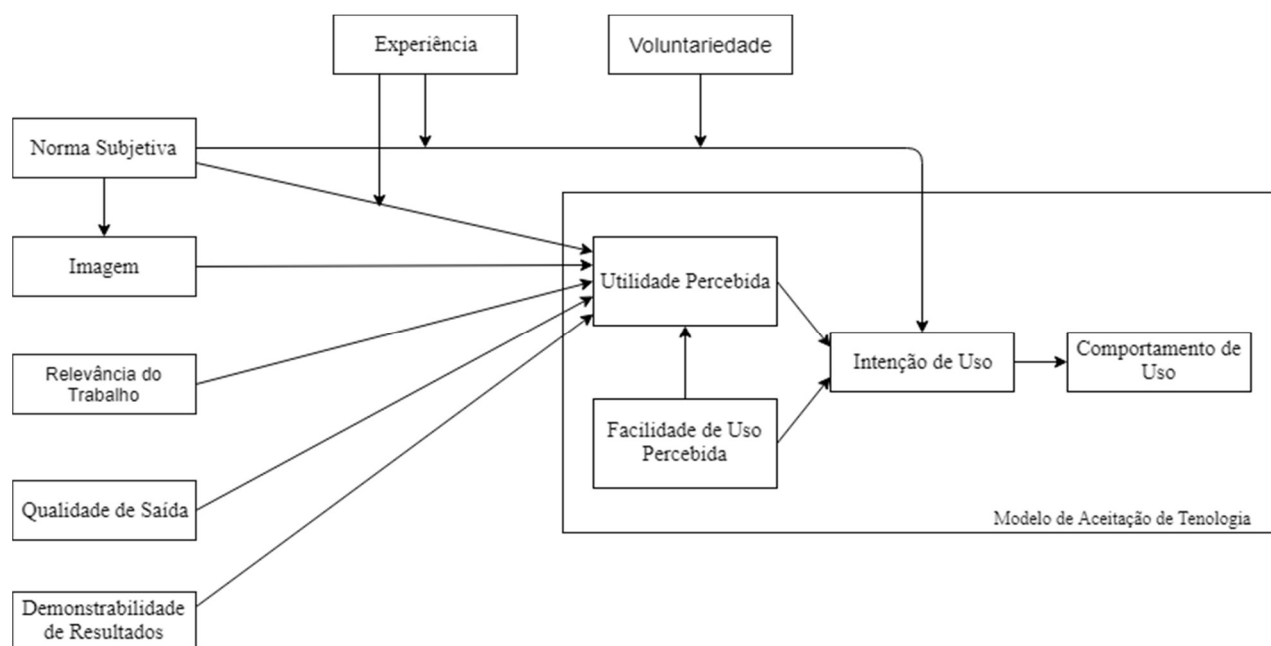 Experiência
Voluntariedade
Norma Subjetiva
Imagem
Utilidade Percebida
Relevância do
Trabalho
Intenção de Uso
Comportamento de
Uso
Facilidade de Uso
Percebida
Qualidade de Saída
Modelo de Aceitação de Tenologia
Demonstrabilidade
de Resultados